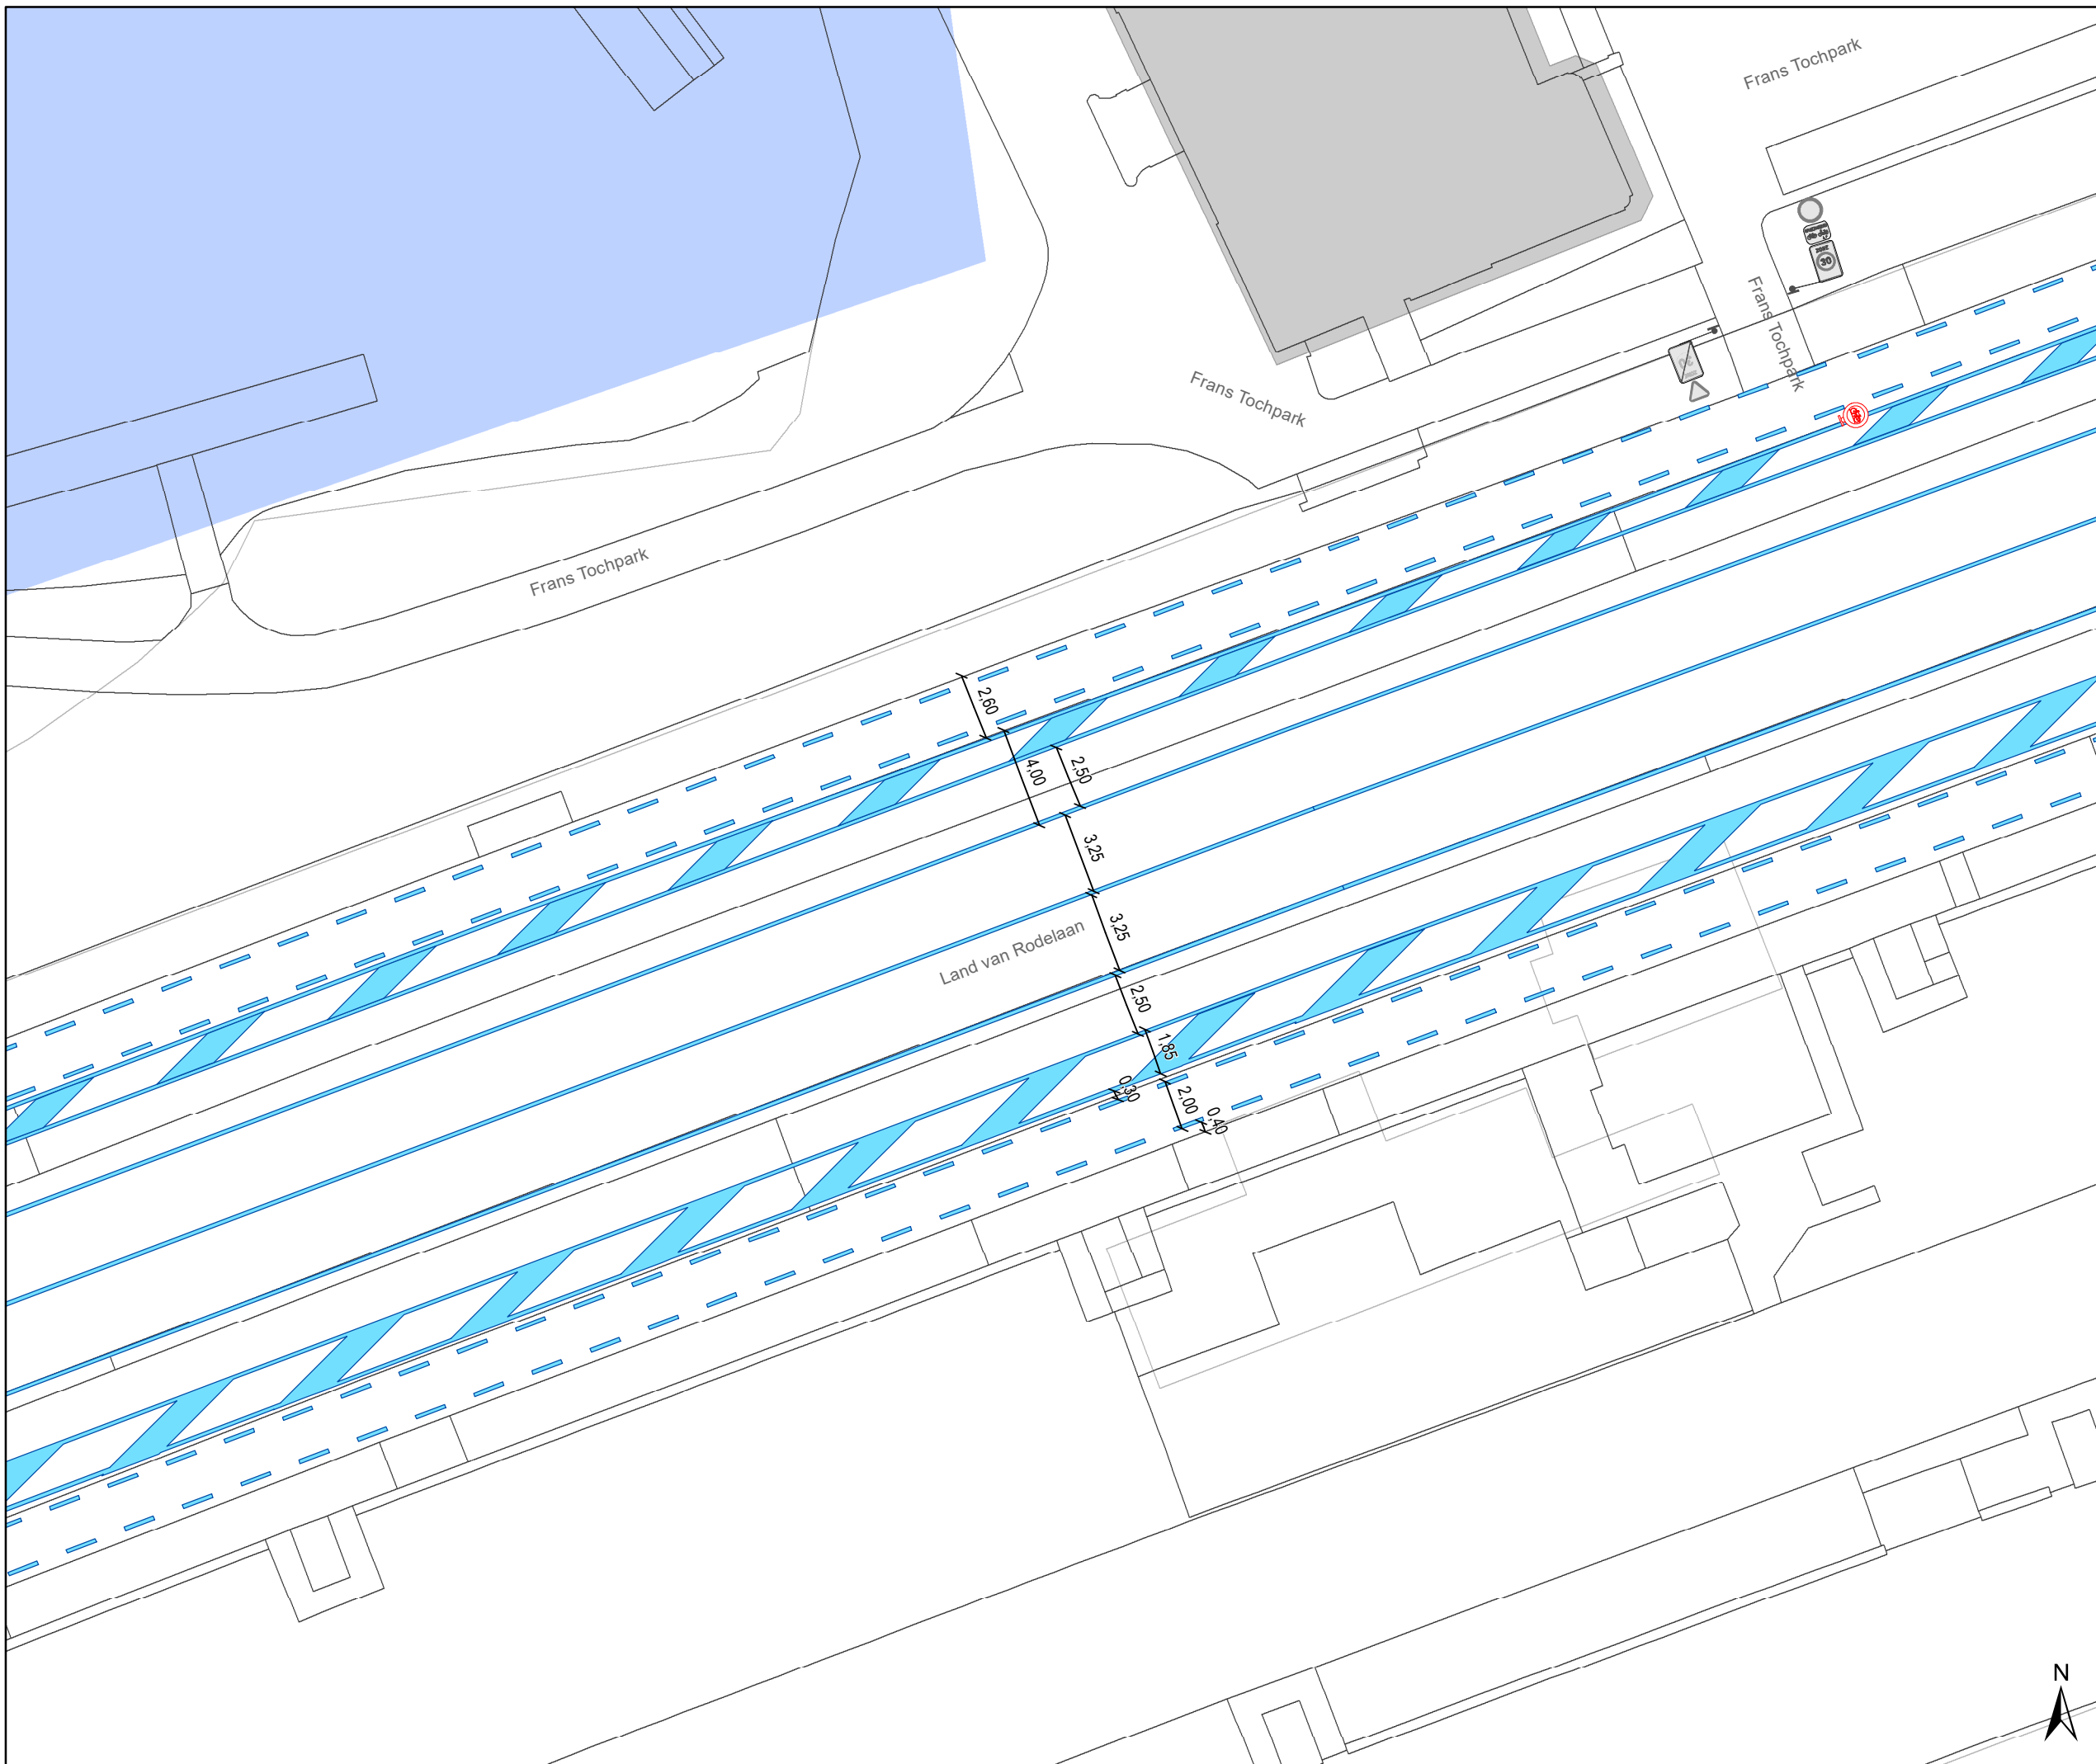 Frans Tochpark
30
Frans Tochpark
Frans Tochpark
Frans Tochpark
2,60
4,00
2,50
3,25
3,25
Land van Rodelaan
2,50
1,85
0,30
2,00
0,40
N